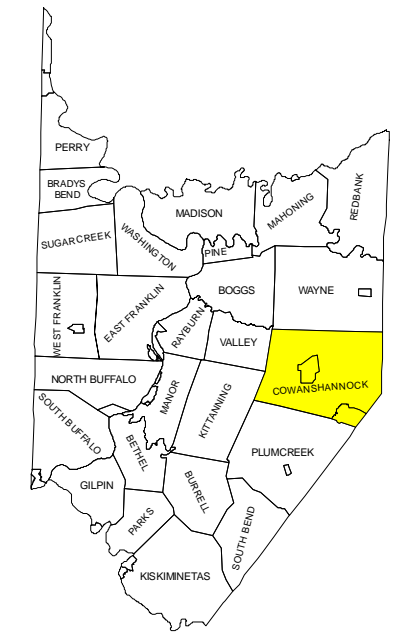 PERRY
BRADYS
BEND
MADISON
MAHONING
REDBANK
SUGARCREEK
WASHINGTON
PINE
WEST FRANKLIN
EAST FRANKLIN
BOGGS
WAYNE
RAYBURN
VALLEY
NORTH BUFFALO
MANOR
KITTANNING
COWANSHANNOCK
SOUTH BUFFALO
BETHEL
PLUMCREEK
GILPIN
BURRELL
PARKS
SOUTH BEND
KISKIMINETAS